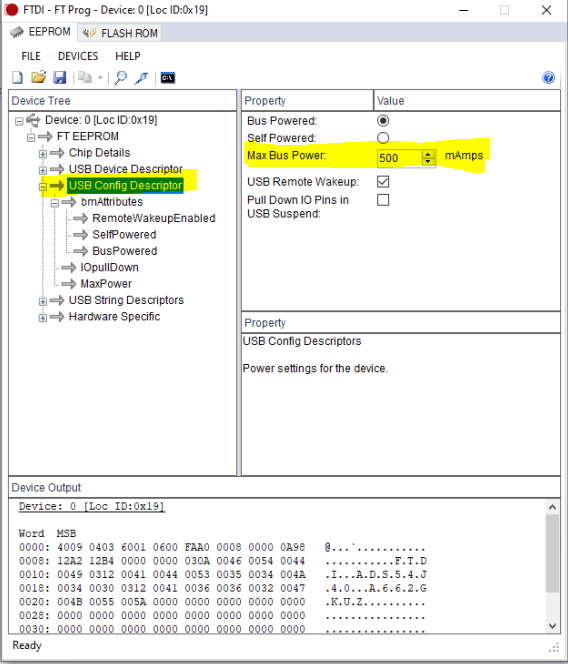 FTDI - FT Prog - Device: 0 [Loc ID:0x19]
EEPROM FLASH ROM
FILE DEVICES HELP
C:\
Device Tree
Device: 0 [Loc ID:0x19]
FT EEPROM
Chip Details
USB Device Descriptor
USB Config Descriptor
bmAttributes
RemoteWakeupEnabled
SelfPowered
BusPowered
IOpullDown
MaxPower
USB String Descriptors
Hardware Specific
Property Value
Bus Powered:
Self Powered:
Max Bus Power: 500 mAmps
USB Remote Wakeup:
Pull Down IO Pins in
USB Suspend:
Property
USB Config Descriptors
Power settings for the device.
Device Output
Device: 0 [Loc ID:0x19]
Word MSB
0000: 4009 0403 6001 0600 FAA0 0008 0000 0A98 @...`...........
0008: 12A2 12B4 0000 0000 030A 0046 0054 0044 ...........F.T.D
0010: 0049 0312 0041 0044 0053 0035 0034 004A .I...A.D.S.5.4.J
0018: 0034 0030 0312 0041 0036 0036 0032 0047 .4.0...A.6.6.2.G
0020: 004B 0055 005A 0000 0000 0000 0000 0000 .K.U.Z..........
0028: 0000 0000 0000 0000 0000 0000 0000 0000 ................
0030: 0000 0000 0000 0000 0000 0000 0000 0000 ................
Ready